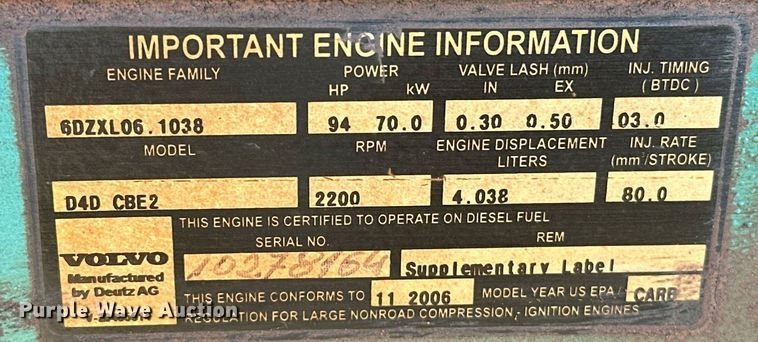 IMPORTANT ENGINE INFORMATION
ENGINE FAMILY POWER VALVE LASH (mm) INJ. TIMING
HP kW IN EX (BTDC)
6DZXL06.1038 94 70.0 0.30 0.50 03.0
MODEL RPM ENGINE DISPLACEMENT INJ. RATE
LITERS (mm³/STROKE)
D4D CBE2 2200 4.038 80.0
THIS ENGINE IS CERTIFIED TO OPERATE ON DIESEL FUEL
SERIAL NO. REM
VOLVO 10278164 Supplementary Label
Manufactured
by Deutz AG
THIS ENGINE CONFORMS TO 11 2006 MODEL YEAR US EPA / CARB
REGULATION FOR LARGE NONROAD COMPRESSION, - IGNITION ENGINES
Purple Wave Auction